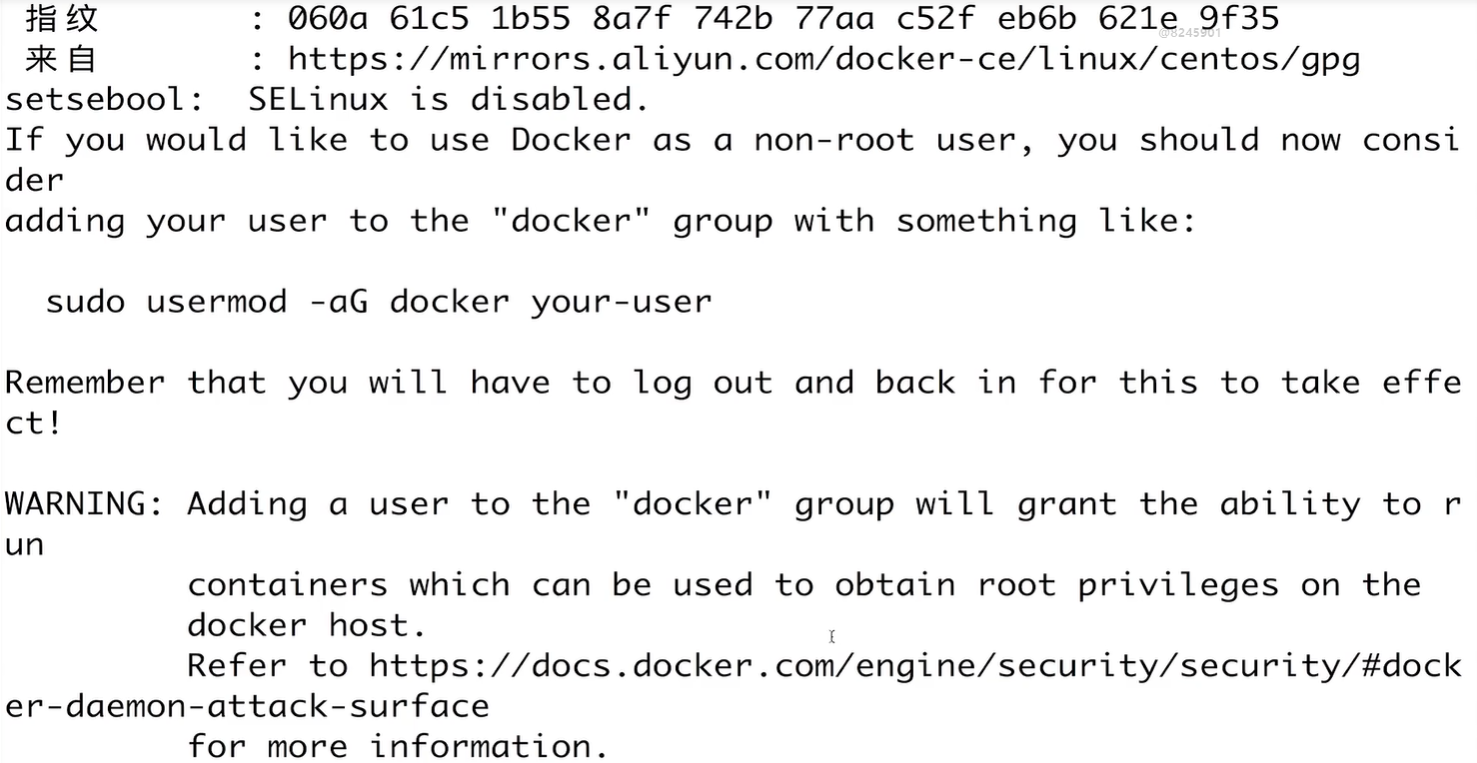 指纹 : 060a 61c5 1b55 8a7f 742b 77aa c52f eb6b 621e 9f35
@8245901
来自 : https://mirrors.aliyun.com/docker-ce/linux/centos/gpg
setsebool:  SELinux is disabled.
If you would like to use Docker as a non-root user, you should now consi
der
adding your user to the "docker" group with something like:
sudo usermod -aG docker your-user
Remember that you will have to log out and back in for this to take effe
ct!
WARNING: Adding a user to the "docker" group will grant the ability to r
un
containers which can be used to obtain root privileges on the
docker host.
Refer to https://docs.docker.com/engine/security/security/#dock
er-daemon-attack-surface
for more information.